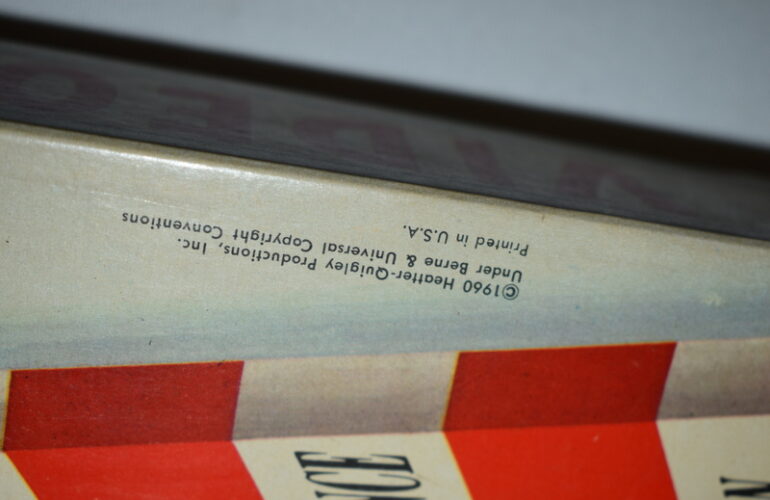 ©1960 Heatter-Quigley Productions, Inc.
Under Berne & Universal Copyright Conventions
Printed in U.S.A.